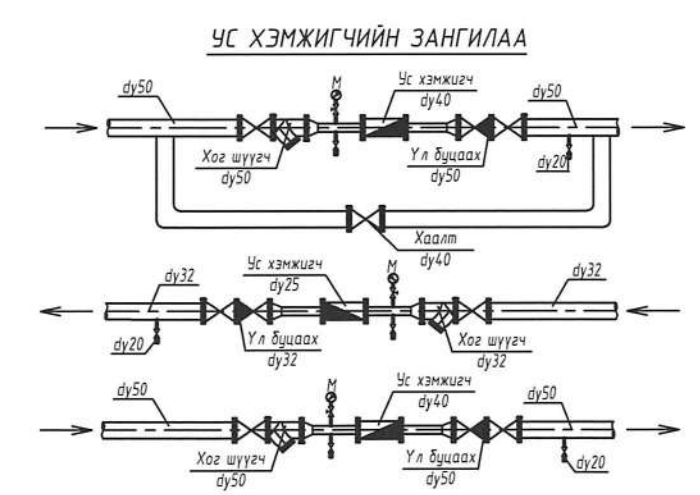 УС ХЭМЖИГЧИЙН ЗАНГИЛАА
dy50
M
Ус хэмжигч
dy40
dy50
Хог шүүгч
dy50
Үл буцаах
dy50
dy20
Хаалт
dy40
dy32
Ус хэмжигч
dy25
M
dy32
dy20
Үл буцаах
dy32
Хог шүүгч
dy32
dy50
M
Ус хэмжигч
dy40
dy50
Хог шүүгч
dy50
Үл буцаах
dy50
dy20